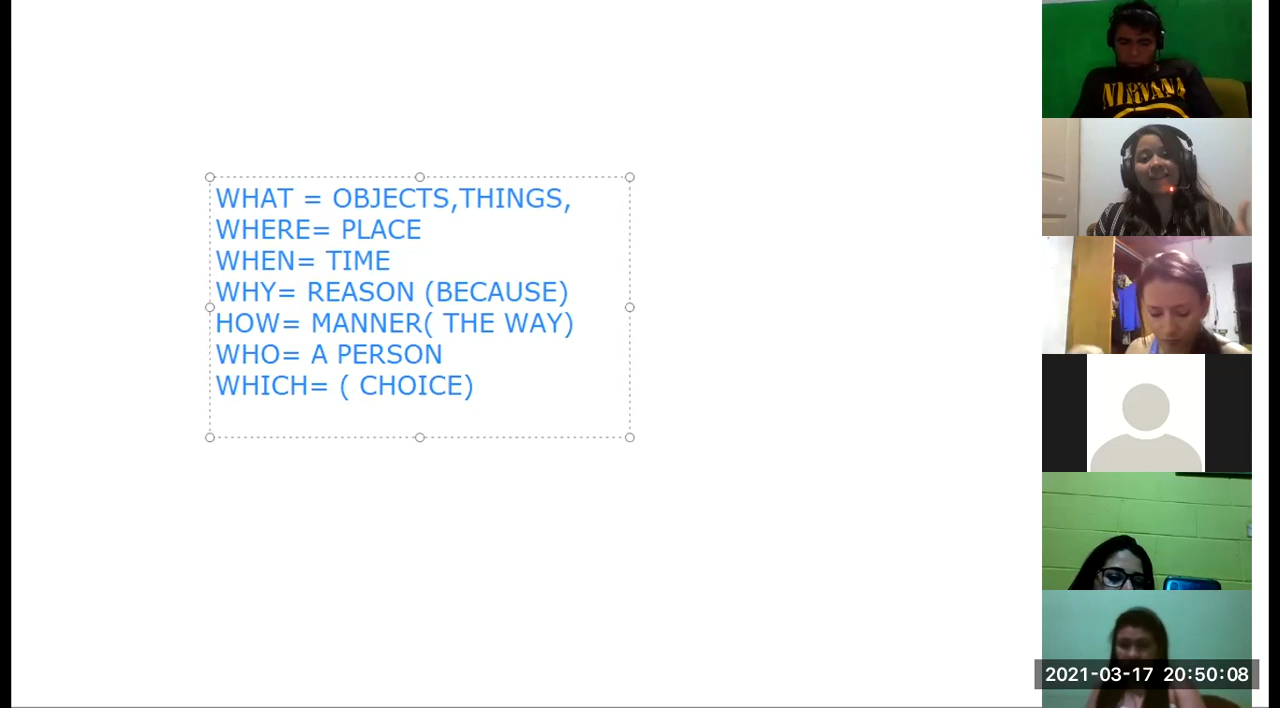 WHAT = OBJECTS,THINGS,
WHERE= PLACE
WHEN= TIME
WHY= REASON (BECAUSE)
HOW= MANNER( THE WAY)
WHO= A PERSON
WHICH= ( CHOICE)
NIRVANA
2021-03-17 20:50:08